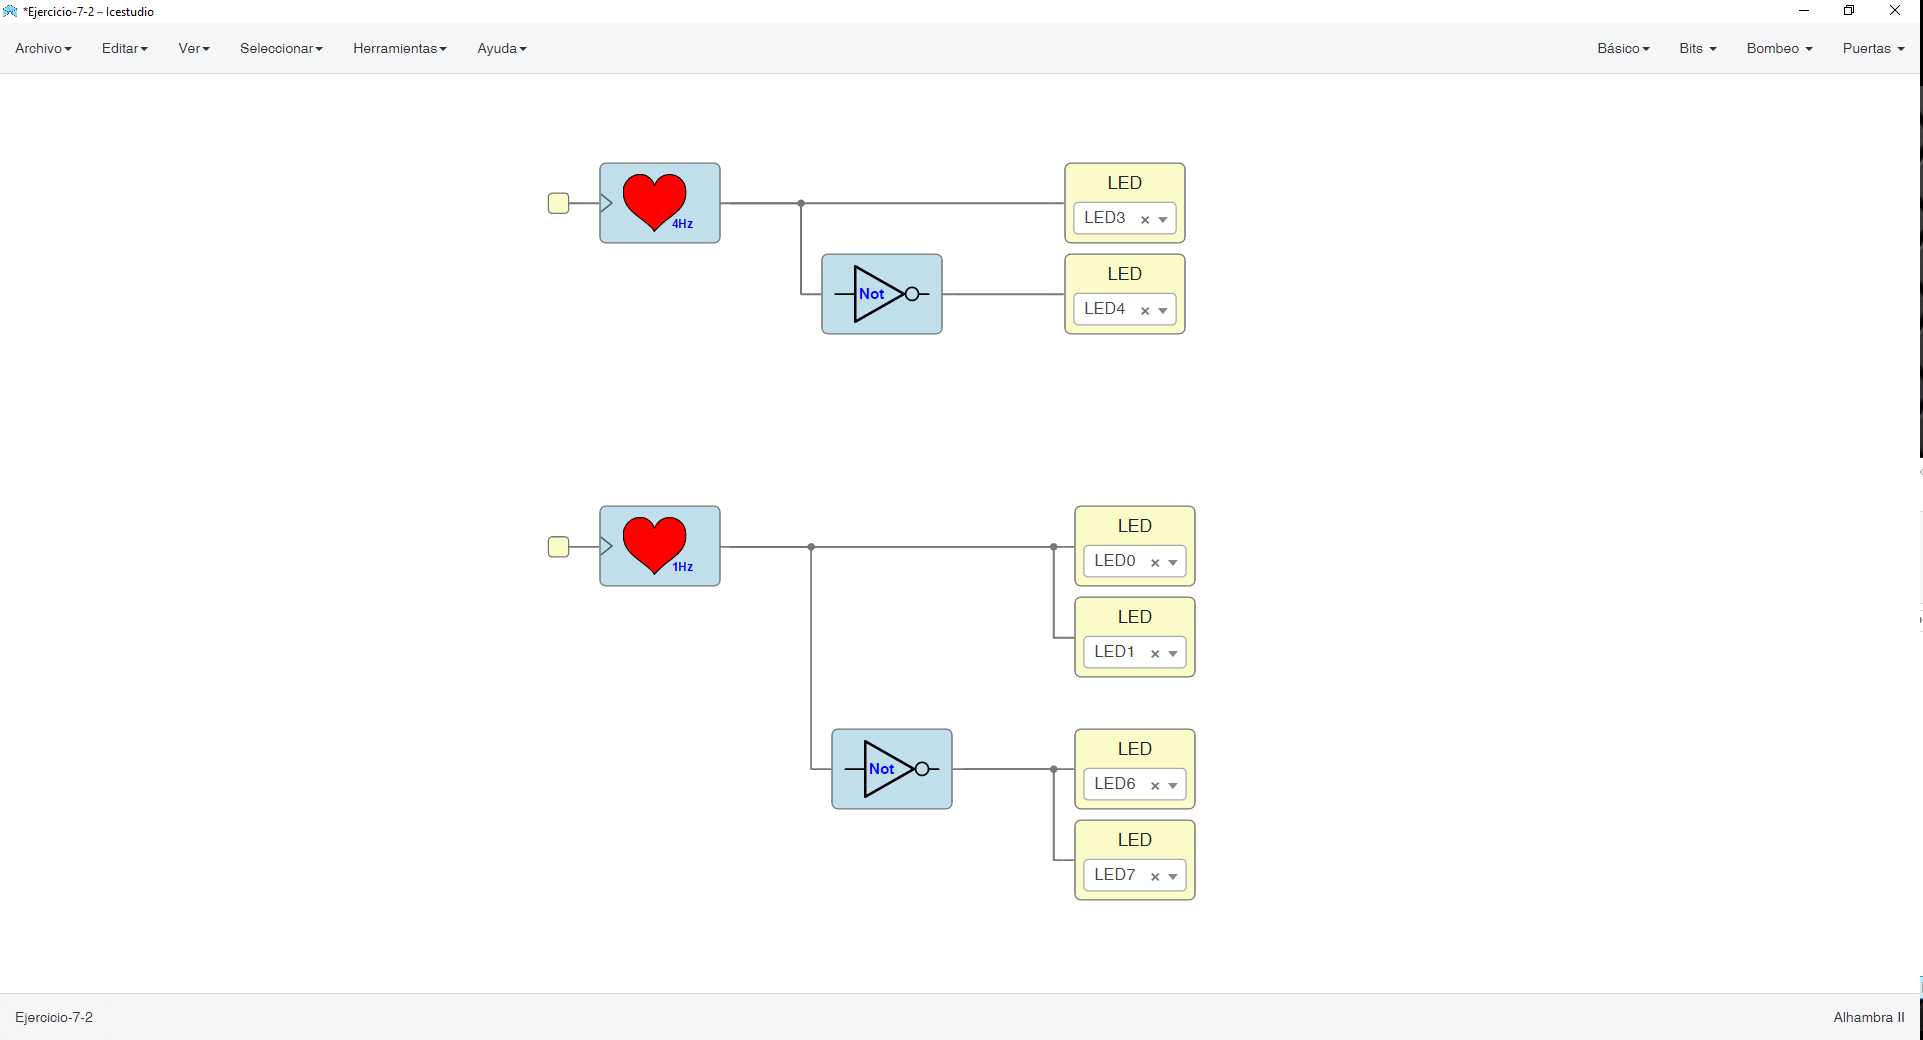 *Ejercicio-7-2 – Icestudio
Archivo Editar Ver Seleccionar Herramientas Ayuda Básico Bits Bombeo Puertas
4Hz
LED
LED3
Not
LED
LED4
1Hz
LED
LED0
LED
LED1
Not
LED
LED6
LED
LED7
Ejercicio-7-2 Alhambra II